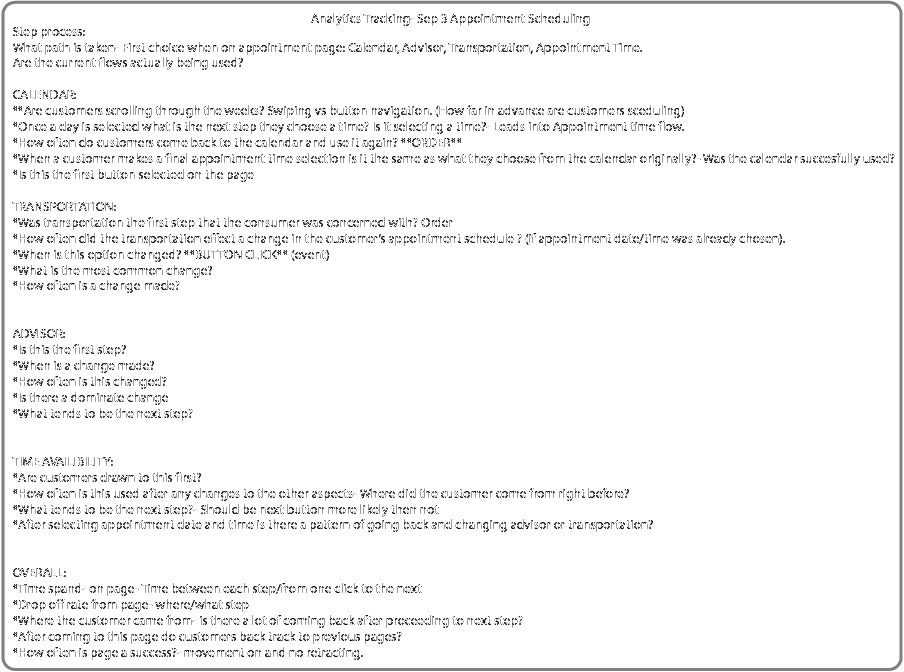 Analytics Tracking- Sep 3 Appointment Scheduling
Step process:
What path is taken- First choice when on appointment page: Calendar, Advisor, Transportation, Appointment Time.
Are the current flows actually being used?
CALENDAR:
**Are customers scrolling through the weeks? Swiping vs button navigation. (How far in advance are customers sceduling)
*Once a day is selected what is the next step they choose a time? Is it selecting a time?- Leads into Appointment time flow.
*How often do customers come back to the calendar and use it again? **ORDER**
*When a customer makes a final appointment time selection is it the same as what they choose from the calendar originally?- Was the calendar succesfully used?
*Is this the first button selected on the page
TRANSPORTATION:
*Was transportation the first step that the consumer was concerned with? Order
*How often did the transportation effect a change in the customer's appointment schedule ? (if appointment date/time was already chosen).
*When is this option changed? **BUTTON CLICK** (event)
*What is the most common change?
*How often is a change made?
ADVISOR:
*Is this the first step?
*When is a change made?
*How often is this changed?
*Is there a dominate change
*What tends to be the next step?
TIME AVAILIBILITY:
*Are customers drawn to this first?
*How often is this used after any changes to the other aspects- Where did the customer come from right before?
*What tends to be the next step?- Should be next button more likely then not
*After selecting appointment date and time is there a pattern of going back and changing advisor or transportation?
OVERALL:
*Time spand- on page -Time between each step/from one click to the next
*Drop off rate from page -where/what step
*Where the customer came from- is there a lot of coming back after proceeding to next step?
*After coming to this page do customers back track to previous pages?
*How often is page a success?- movement on and no retracting.